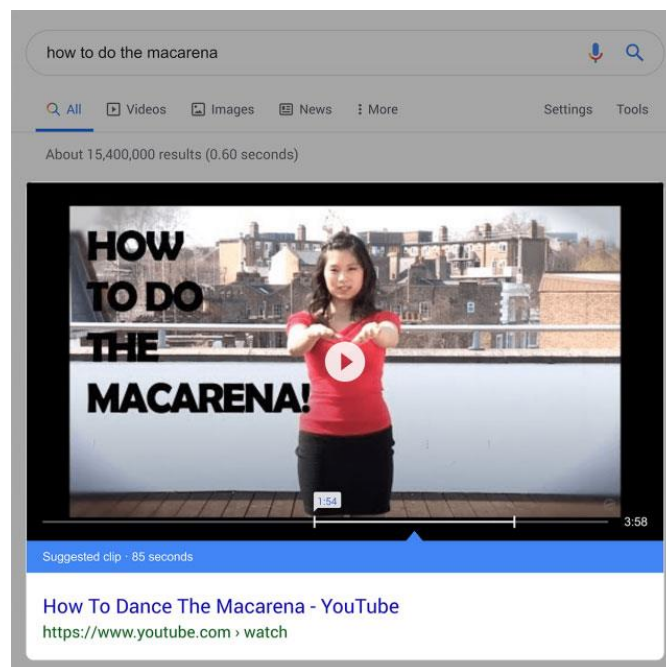 how to do the macarena
All Videos Images News More Settings Tools
About 15,400,000 results (0.60 seconds)
HOW
TO DO
THE
MACARENA!
1:54
3:58
Suggested clip · 85 seconds
How To Dance The Macarena - YouTube
https://www.youtube.com › watch